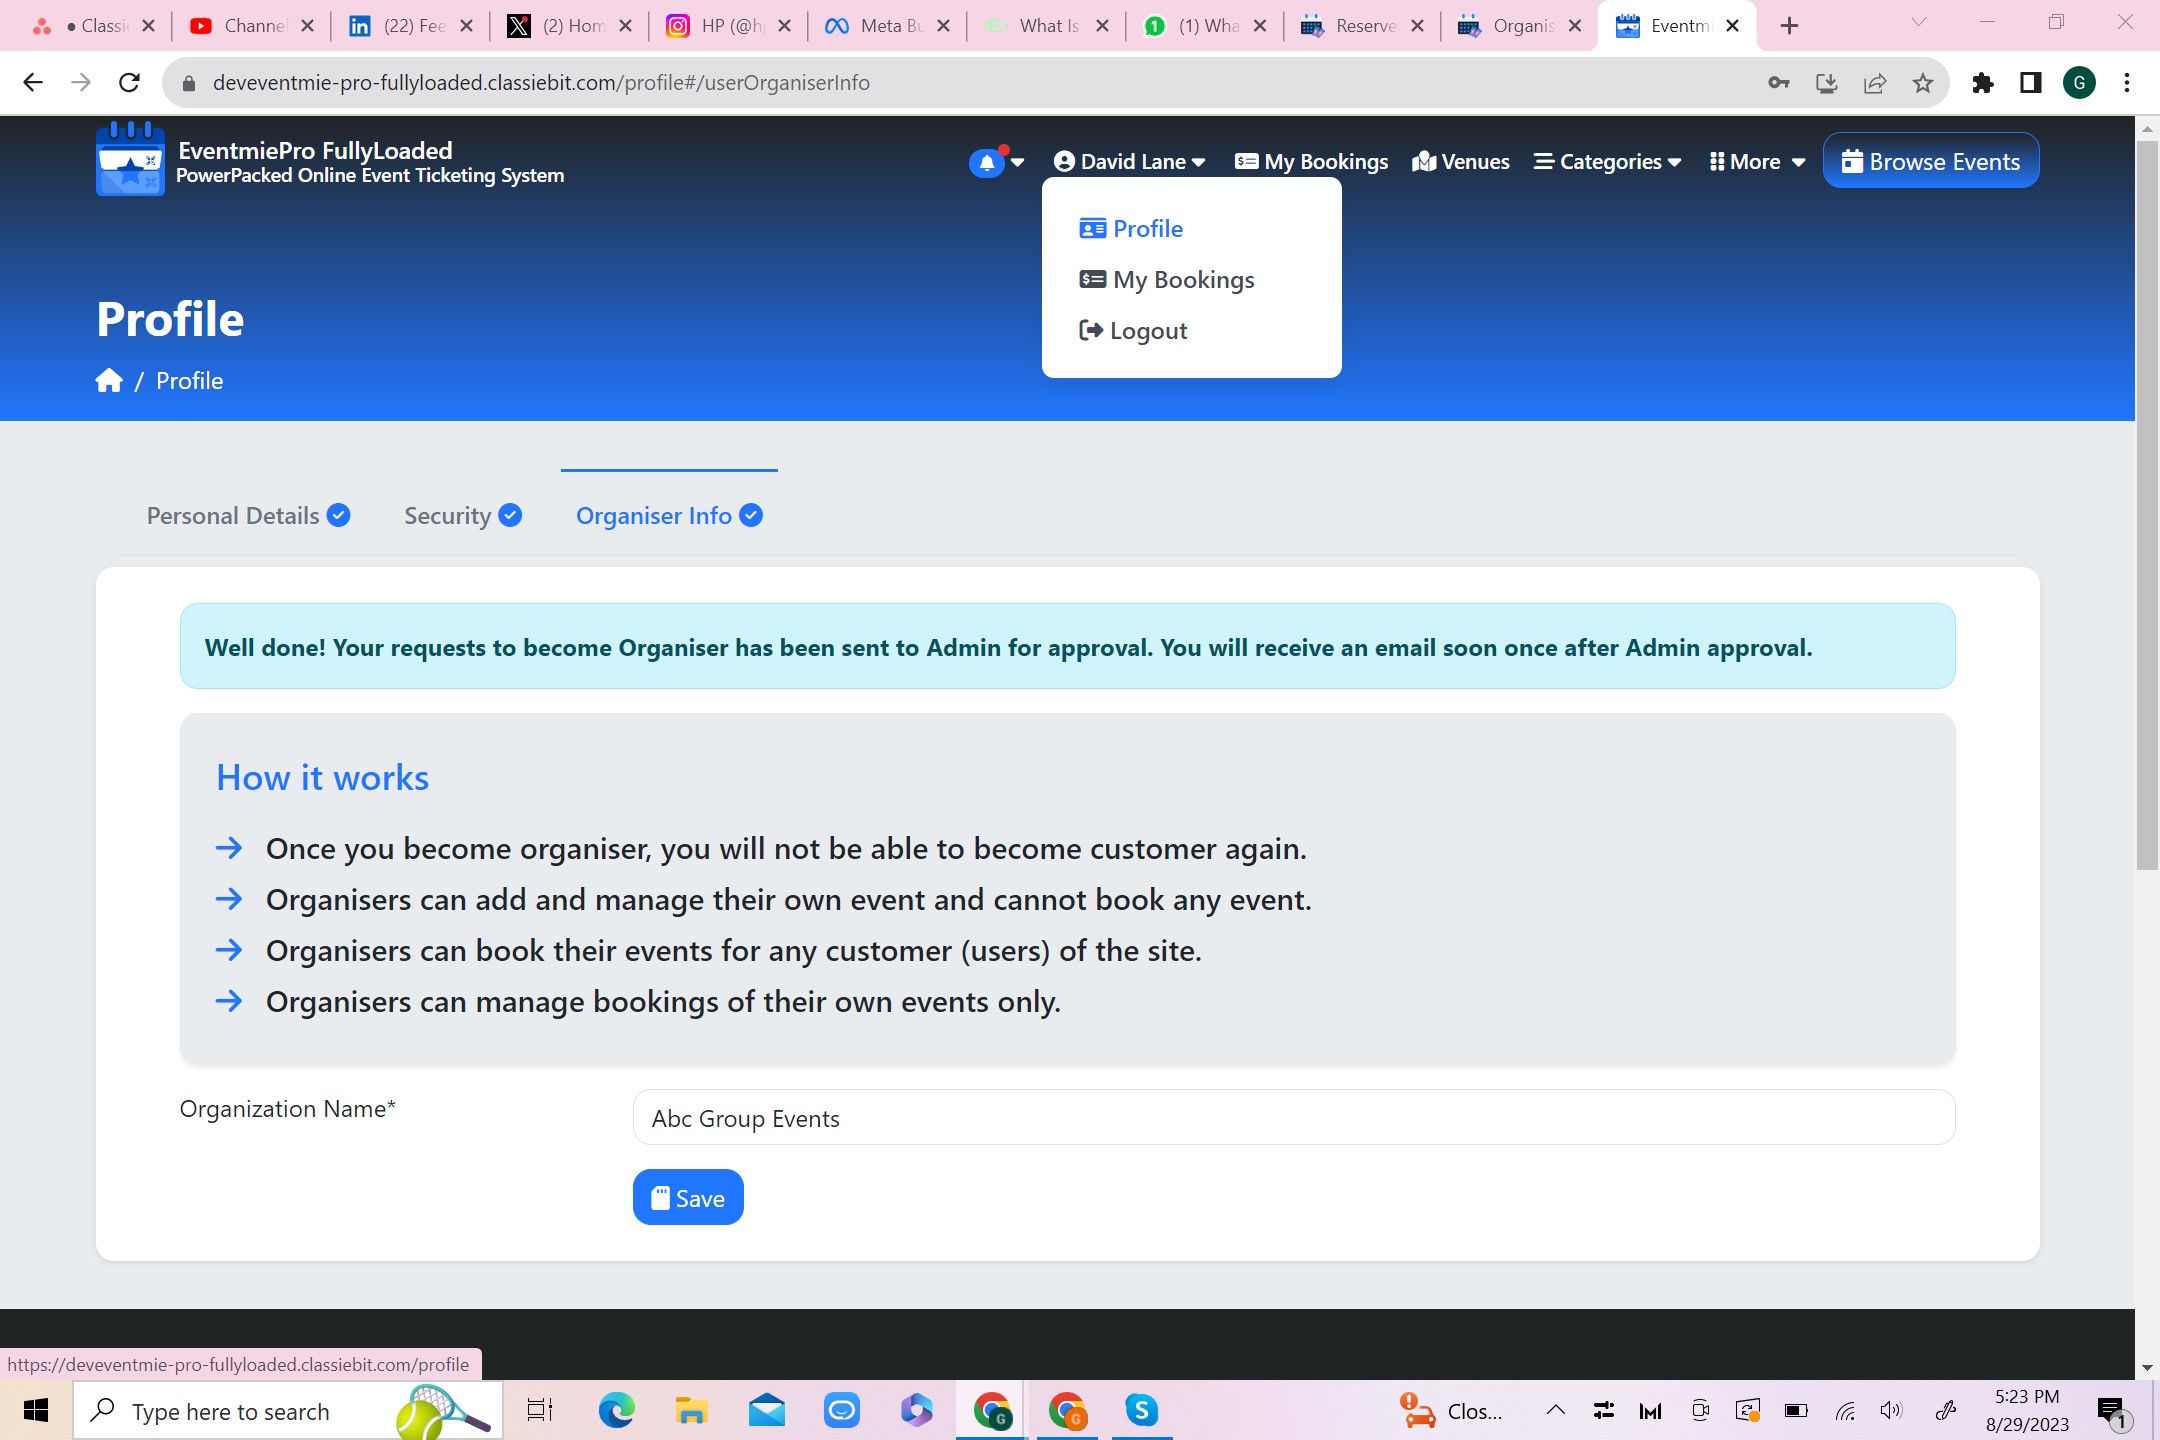 Classi
Channel
(22) Fee
(2) Hom
HP (@h
Meta Bu
What Is
(1) Wha
Reserve
Organis
Eventmi
deveventmie-pro-fullyloaded.classiebit.com/profile#/userOrganiserInfo
G
EventmiePro FullyLoaded
PowerPacked Online Event Ticketing System
David Lane
My Bookings
Venues
Categories
More
Browse Events
Profile
My Bookings
Logout
Profile
/ Profile
Personal Details
Security
Organiser Info
Well done! Your requests to become Organiser has been sent to Admin for approval. You will receive an email soon once after Admin approval.
How it works
Once you become organiser, you will not be able to become customer again.
Organisers can add and manage their own event and cannot book any event.
Organisers can book their events for any customer (users) of the site.
Organisers can manage bookings of their own events only.
Organization Name*
Abc Group Events
Save
https://deveventmie-pro-fullyloaded.classiebit.com/profile
Type here to search
Clos...
5:23 PM
8/29/2023
1